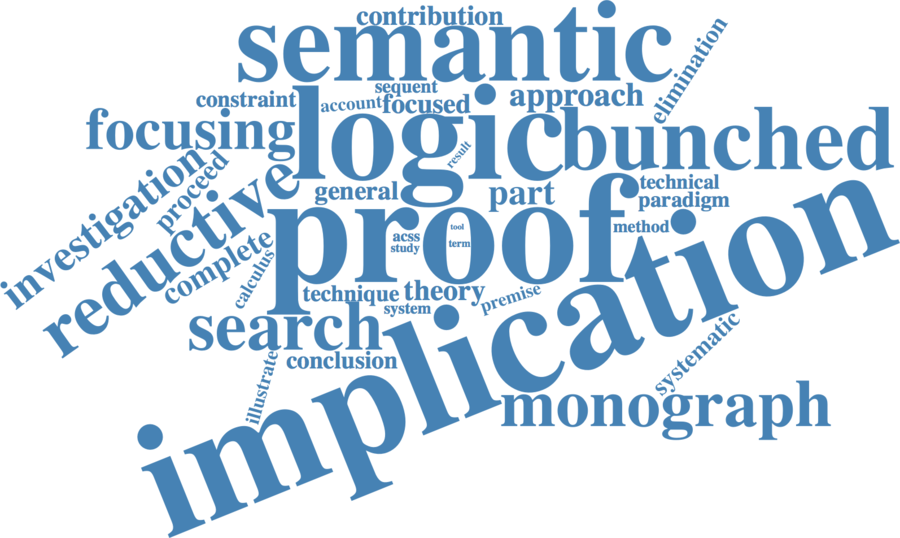 contribution
semantic
elimination
sequent
constraint
account
focused
approach
focusing
logic
bunched
result
investigation
proceed
reductive
general
part
technical
paradigm
proof
tool
acss
study
term
method
complete
calculus
technique
theory
premise
system
search
implication
conclusion
illustrate
systematic
monograph